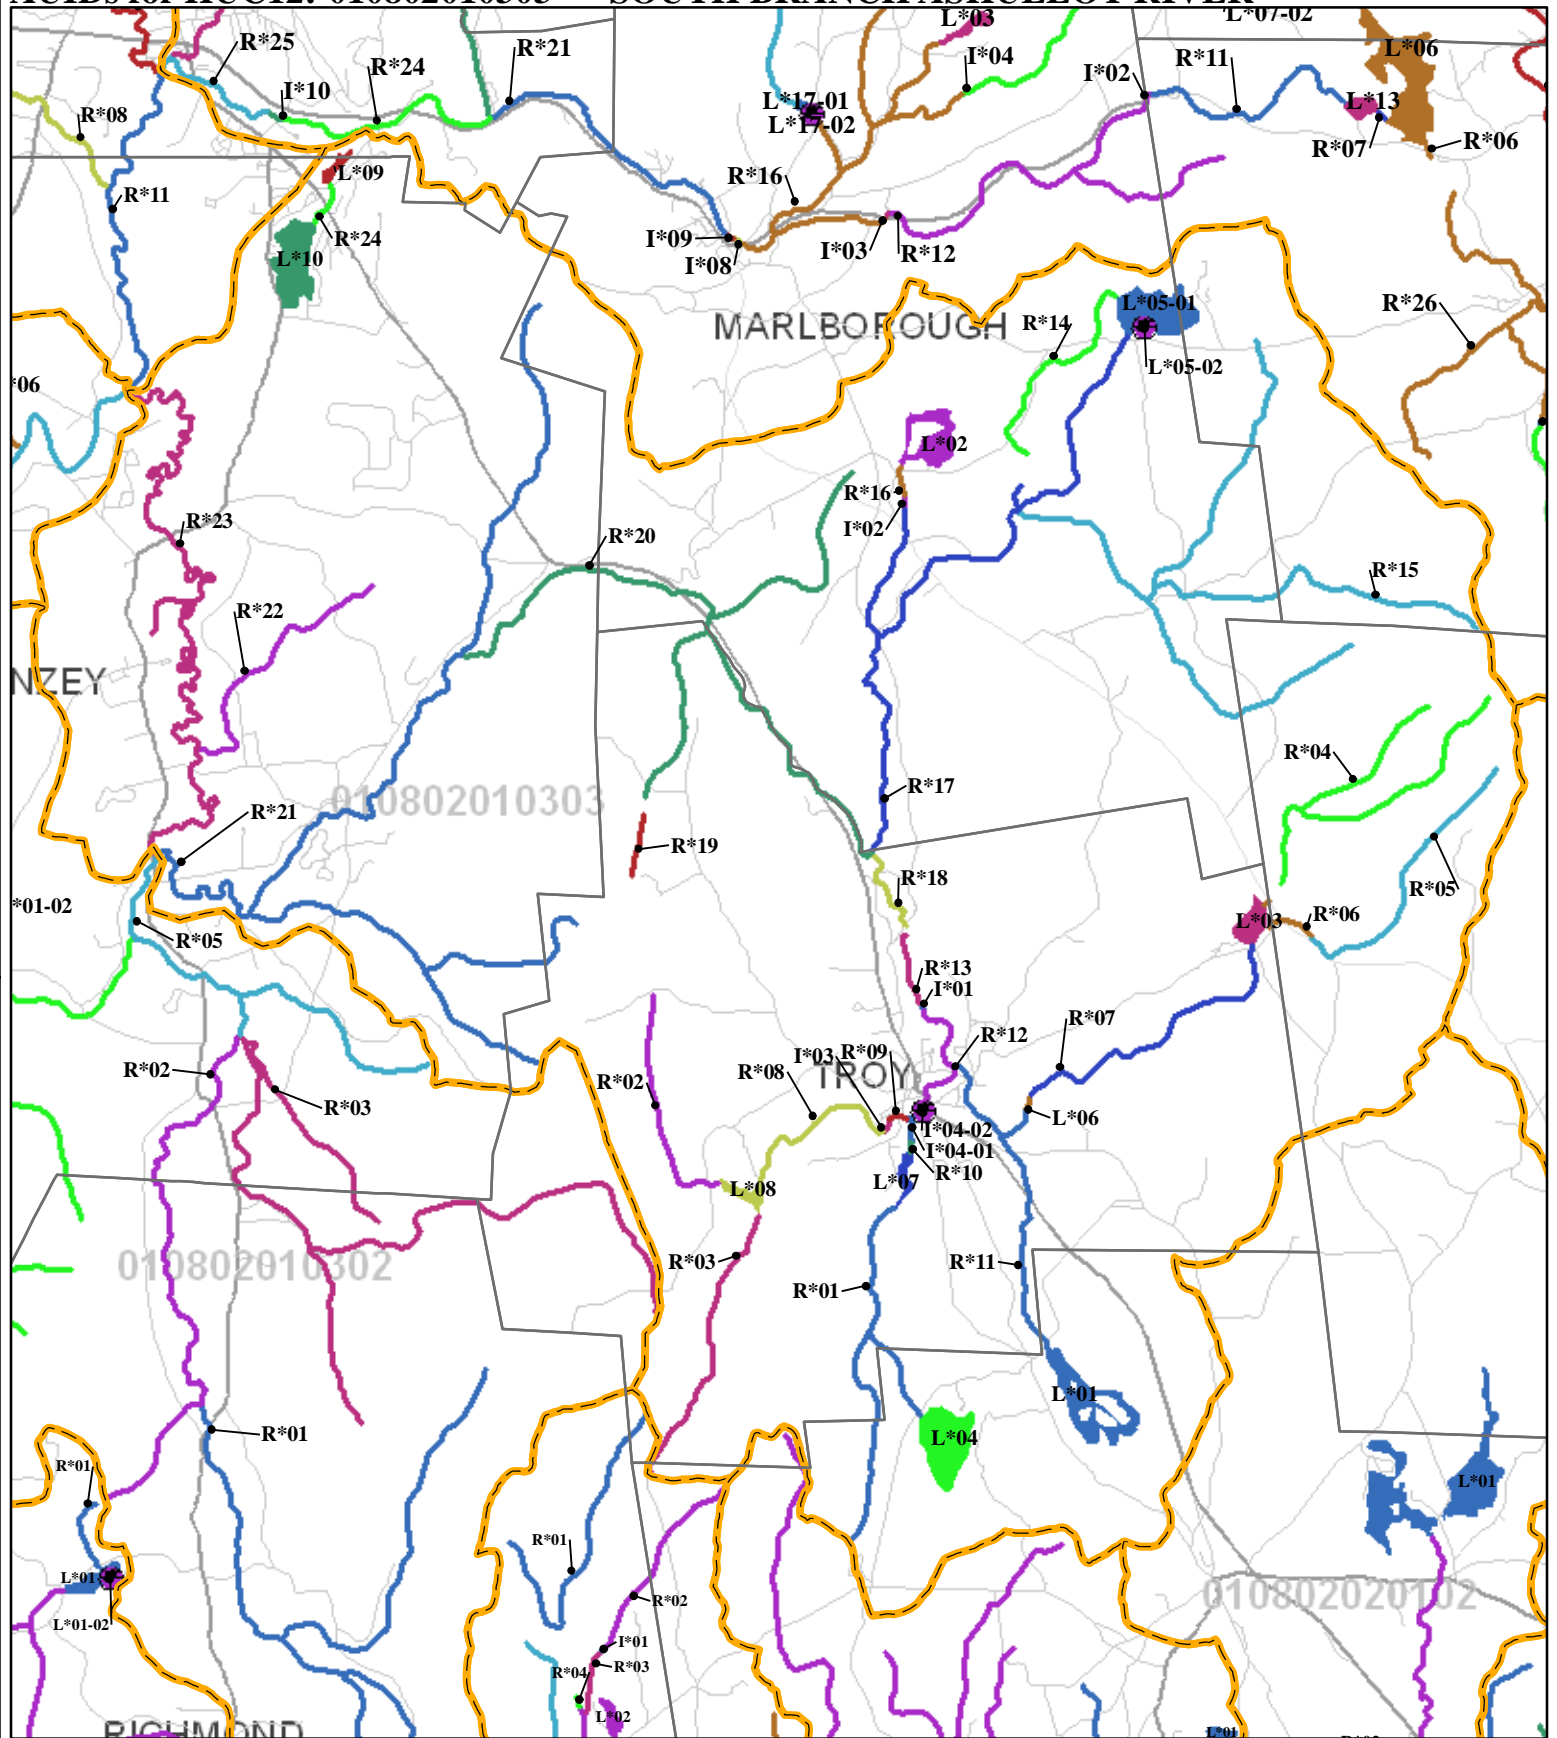 AUIDs for HUC12: 010802010303 SOUTH BRANCH ASHUELOT RIVER
L*03
L*07-02
R*25
R*21
L*06
R*24
I*04
R*11
I*02
I*10
L*17-01
L*13
R*08
L*17-02
R*07
R*06
L*09
R*16
R*11
R*24
I*09
I*03
R*12
L*10
I*08
L*05-01
R*26
MARLBOROUGH
R*14
L*05-02
*06
L*02
R*16
R*23
I*02
R*20
R*15
R*22
NZEY
R*04
R*17
010802010303
R*21
R*19
R*18
R*05
*01-02
L*03
R*06
R*05
R*13
I*01
R*07
R*12
I*03
R*09
R*02
R*08
TROY
R*02
R*03
L*06
I*04-02
I*04-01
R*10
L*07
L*08
010802010302
R*03
R*11
R*01
L*01
R*01
L*04
R*01
L*01
R*01
L*01
R*02
010802020102
L*01-02
I*01
R*03
R*04
L*02
RICHMOND
L*01